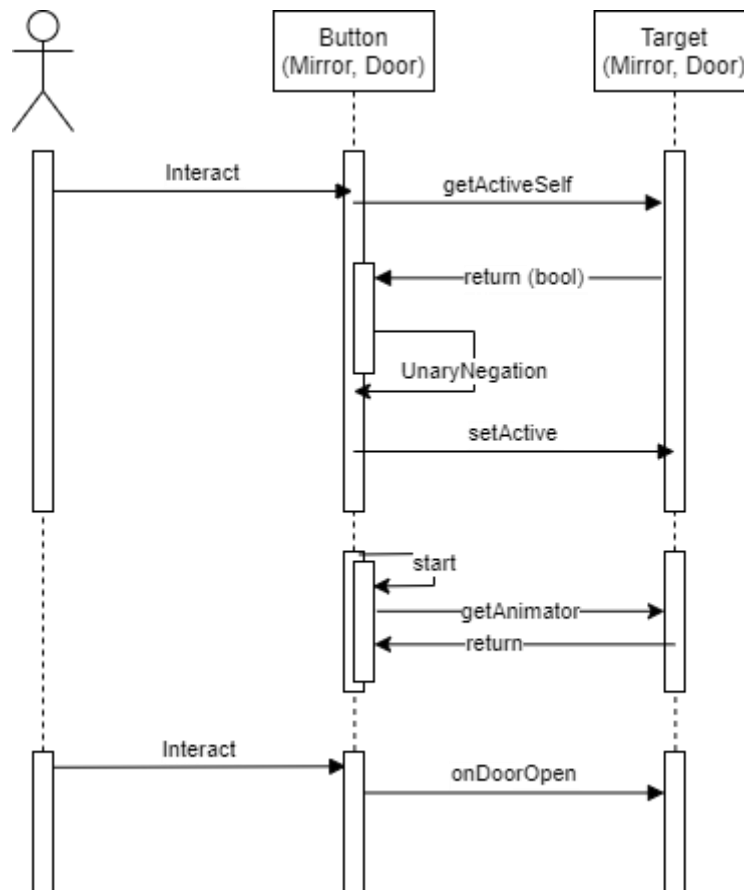 Button
(Mirror, Door)
Target
(Mirror, Door)
Interact
getActiveSelf
return (bool)
UnaryNegation
setActive
start
getAnimator
return
Interact
onDoorOpen